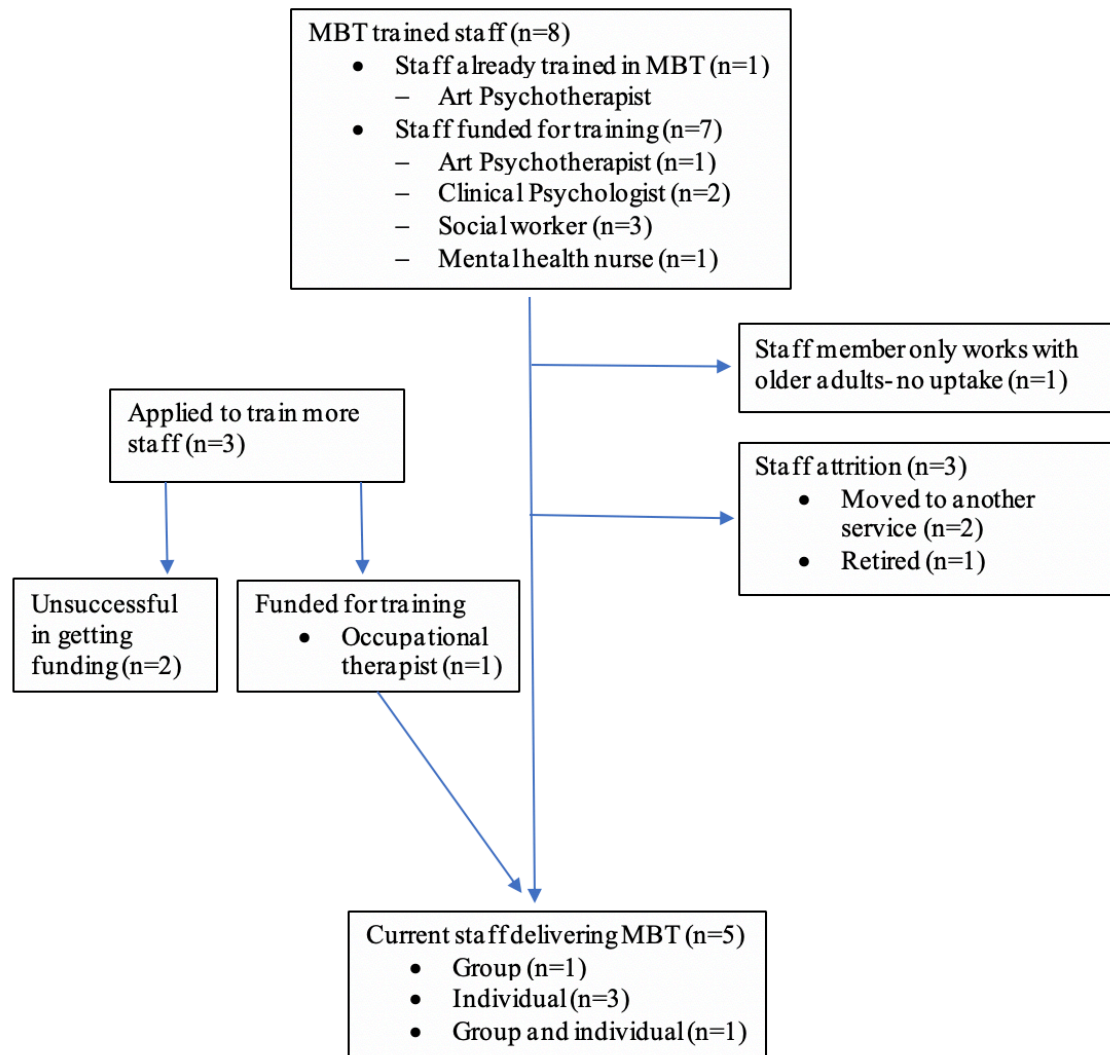 MBT trained staff (n=8)
• Staff already trained in MBT (n=1)
– Art Psychotherapist
• Staff funded for training (n=7)
– Art Psychotherapist (n=1)
– Clinical Psychologist (n=2)
– Social worker (n=3)
– Mental health nurse (n=1)
Staff member only works with
older adults- no uptake (n=1)
Applied to train more
staff (n=3)
Staff attrition (n=3)
• Moved to another
service (n=2)
• Retired (n=1)
Unsuccessful
in getting
funding (n=2)
Funded for training
• Occupational
therapist (n=1)
Current staff delivering MBT (n=5)
• Group (n=1)
• Individual (n=3)
• Group and individual (n=1)